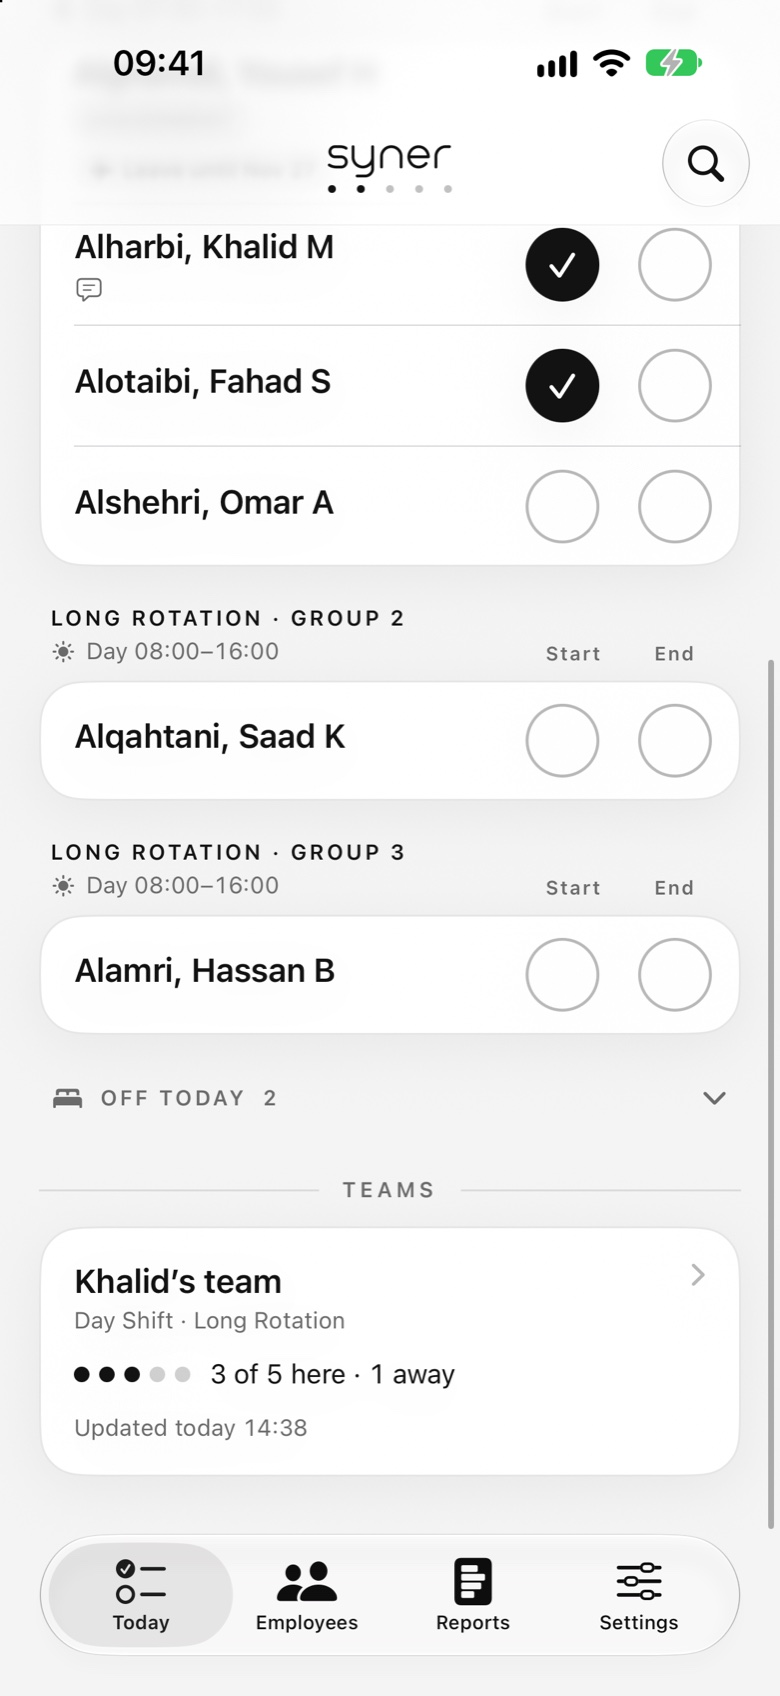 09:41
syner
Alharbi, Khalid M
Alotaibi, Fahad S
Alshehri, Omar A
LONG ROTATION · GROUP 2
Day 08:00–16:00 Start End
Alqahtani, Saad K
LONG ROTATION · GROUP 3
Day 08:00–16:00 Start End
Alamri, Hassan B
OFF TODAY 2
TEAMS
Khalid’s team
Day Shift · Long Rotation
3 of 5 here · 1 away
Updated today 14:38
Today Employees Reports Settings